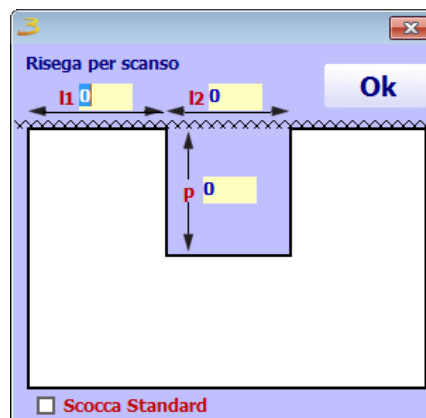 Risega per scanso
Ok
l1 0
l2 0
p 0
Scocca Standard